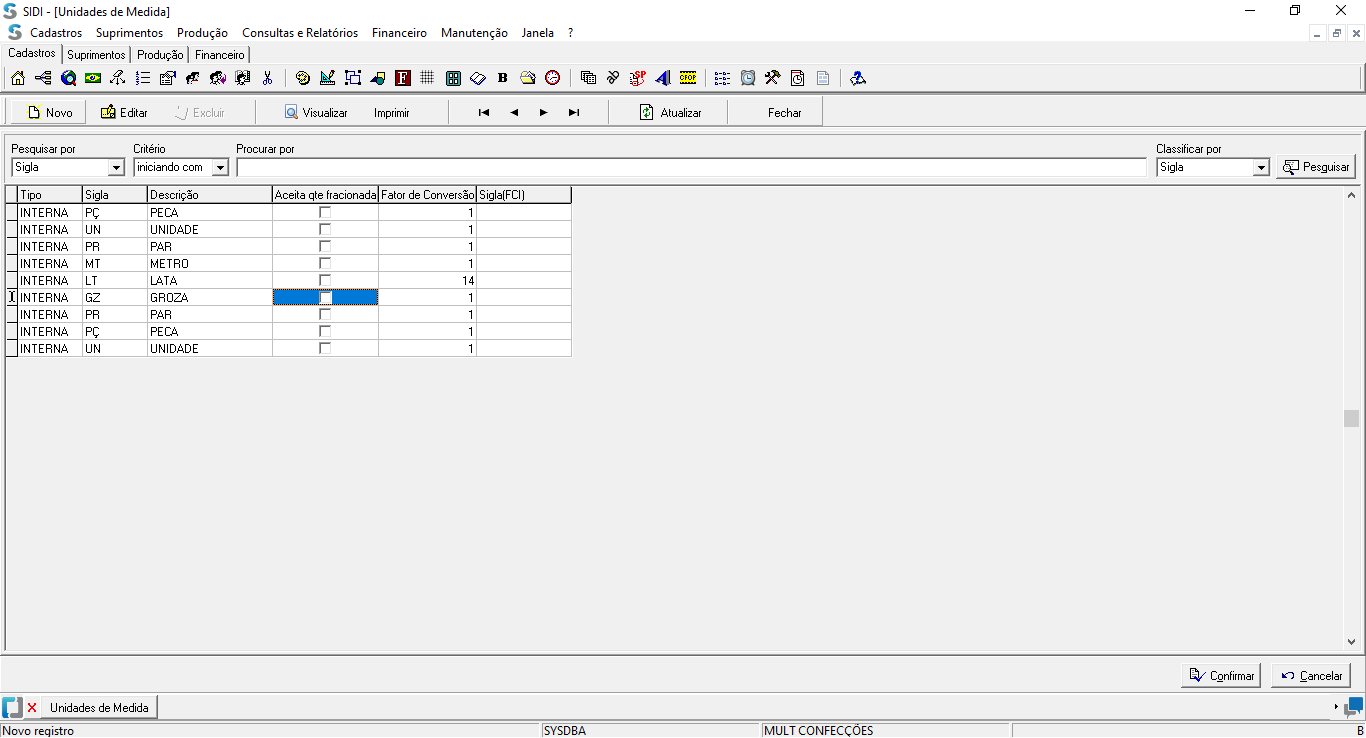 SIDI - [Unidades de Medida]
Cadastros Suprimentos Produção Consultas e Relatórios Financeiro Manutenção Janela ?
Cadastros Suprimentos Produção Financeiro
F B SP CFOP
Novo Editar Excluir Visualizar Imprimir Atualizar Fechar
Pesquisar por Critério Procurar por Classificar por
Sigla iniciando com Sigla Pesquisar
Tipo Sigla Descrição Aceita qte fracionada Fator de Conversão Sigla(FCI)
INTERNA PÇ PECA 1
INTERNA UN UNIDADE 1
INTERNA PR PAR 1
INTERNA MT METRO 1
INTERNA LT LATA 14
INTERNA GZ GROZA 1
INTERNA PR PAR 1
INTERNA PÇ PECA 1
INTERNA UN UNIDADE 1
Confirmar Cancelar
Unidades de Medida
Novo registro SYSDBA MULT CONFECÇÕES B